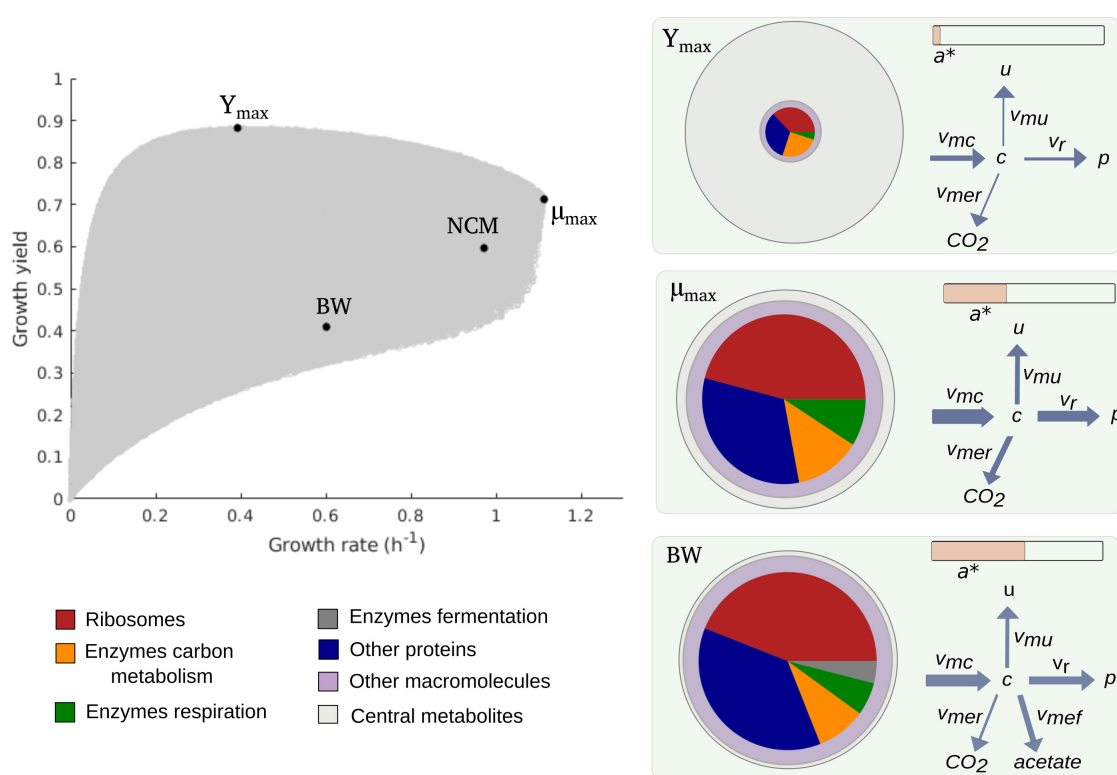 1
0.9
0.8
0.7
0.6
0.5
0.4
0.3
0.2
0.1
0
Growth yield
Ymax
NCM
μmax
BW
0
0.2
0.4
0.6
0.8
1
1.2
Growth rate (h-1)
Ribosomes
Enzymes carbon
metabolism
Enzymes respiration
Enzymes fermentation
Other proteins
Other macromolecules
Central metabolites
Ymax
a*
u
vmu
vmc
c
vr
p
vmer
CO2
μmax
a*
u
vmu
vmc
c
vr
p
vmer
CO2
BW
a*
u
vmu
vmc
c
vr
p
vmer
vmef
CO2
acetate